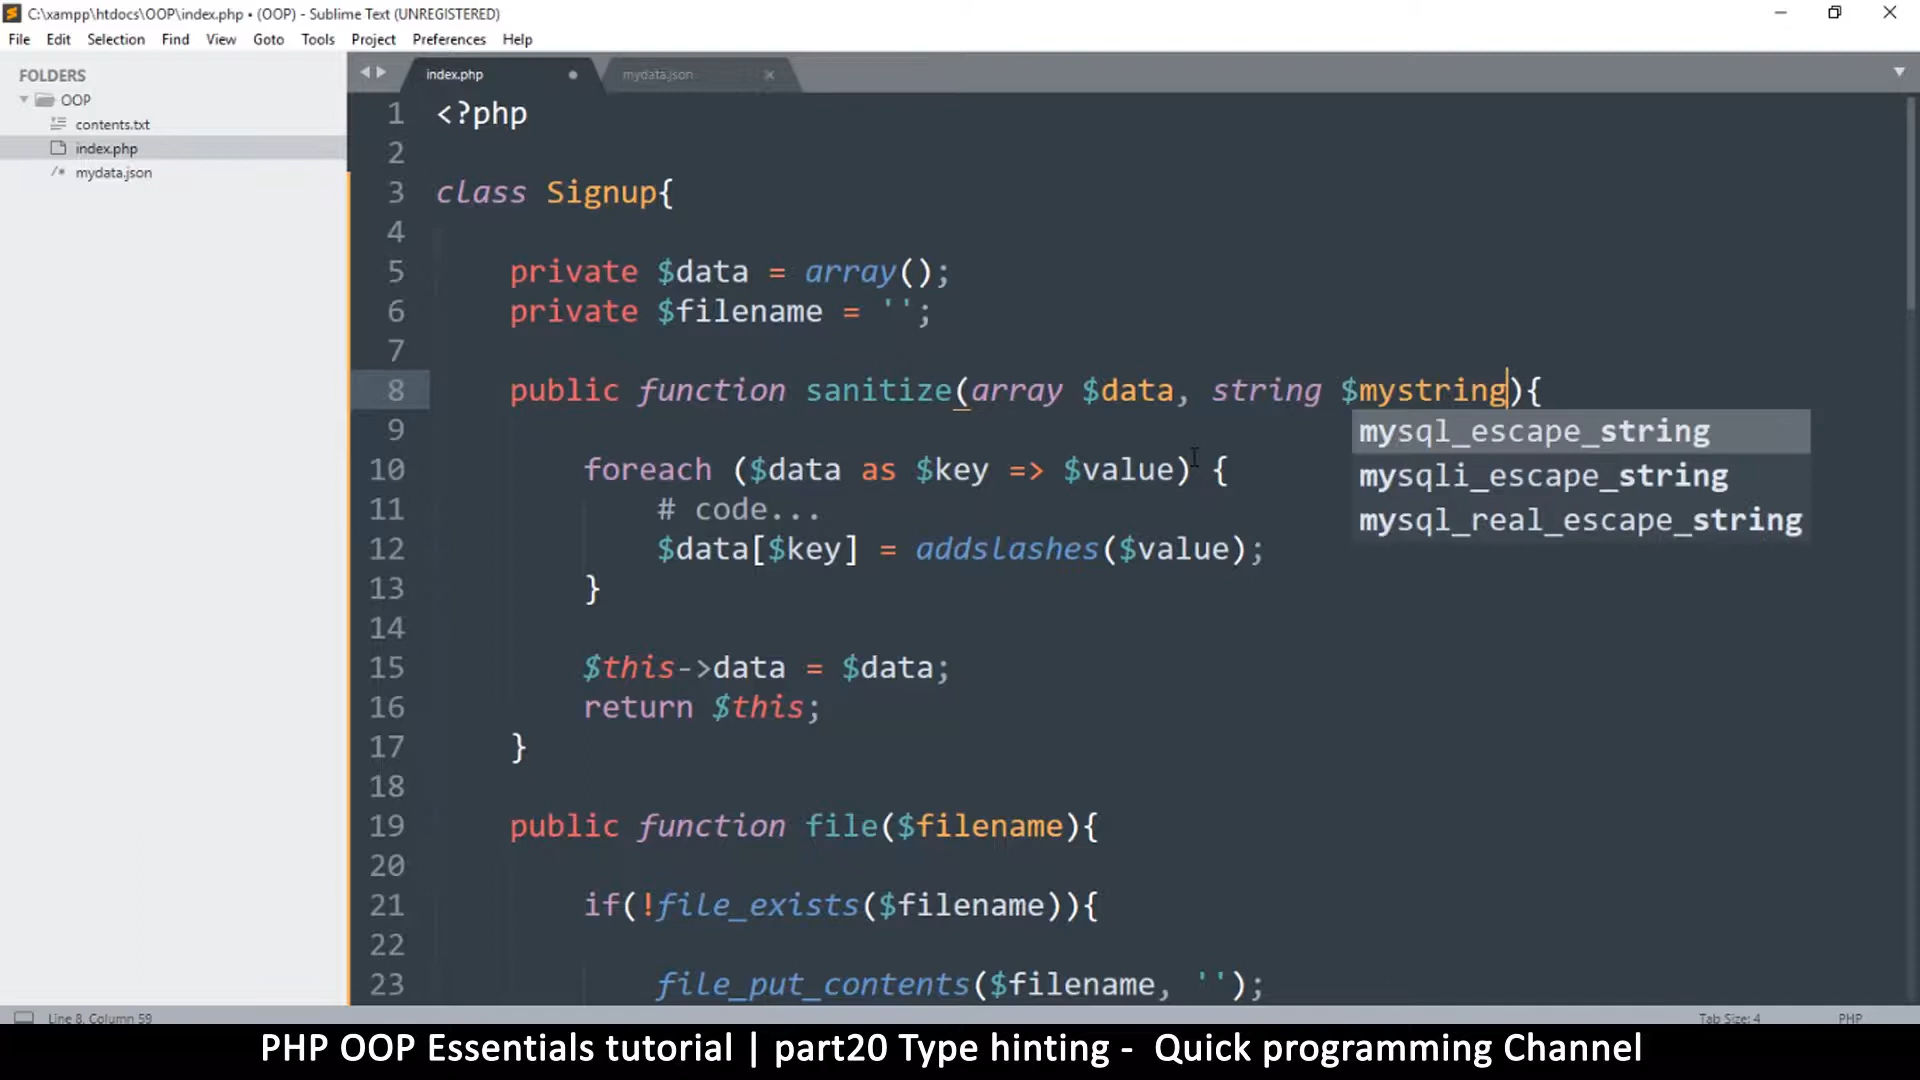 C:\xampp\htdocs\OOP\index.php • (OOP) - Sublime Text (UNREGISTERED)
File Edit Selection Find View Goto Tools Project Preferences Help
FOLDERS
OOP
contents.txt
index.php
mydata.json
index.php mydata.json
1 <?php
2
3 class Signup{
4
5 private $data = array();
6 private $filename = '';
7
8 public function sanitize(array $data, string $mystring){
mysql_escape_string
mysqli_escape_string
mysql_real_escape_string
9
10 foreach ($data as $key => $value) {
11 # code...
12 $data[$key] = addslashes($value);
13 }
14
15 $this->data = $data;
16 return $this;
17 }
18
19 public function file($filename){
20
21 if(!file_exists($filename)){
22
23 file_put_contents($filename, '');
Line 8, Column 59 Tab Size: 4 PHP
PHP OOP Essentials tutorial | part20 Type hinting - Quick programming Channel